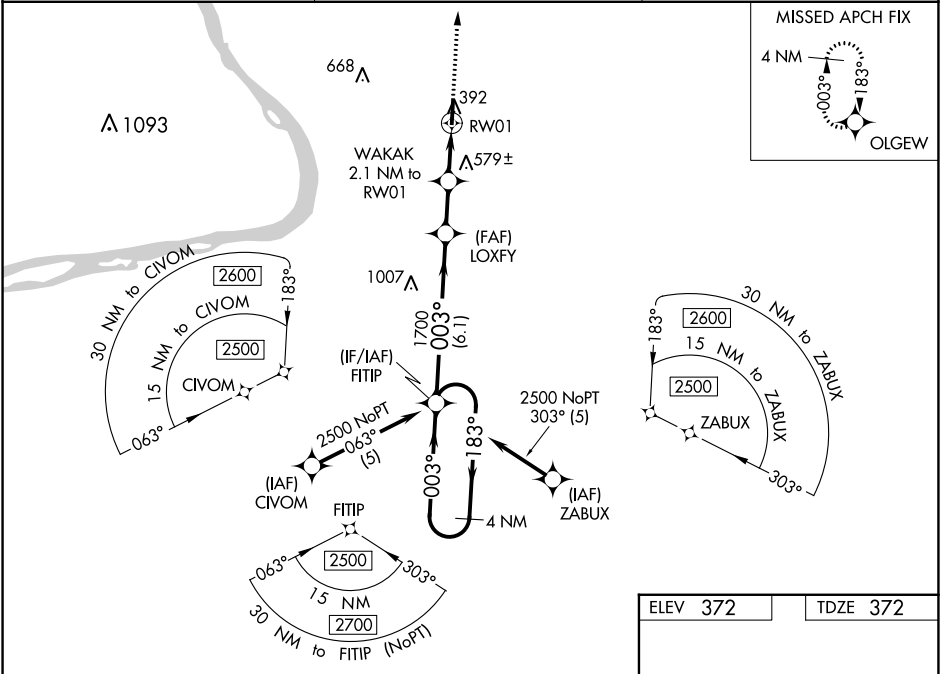 MISSED APCH FIX
4 NM
003°
183°
OLGEW
668
392
RW01
1093
WAKAK
2.1 NM to
RW01
579±
(FAF)
LOXFY
1007
1700
003°
(6.1)
30 NM to CIVOM
2600
183°
15 NM to CIVOM
2500
CIVOM
063°
(IF/IAF)
FITIP
2500 NoPT
063°
(5)
(IAF)
CIVOM
003°
183°
4 NM
2500 NoPT
303° (5)
(IAF)
ZABUX
30 NM to ZABUX
2600
183°
15 NM to ZABUX
2500
ZABUX
303°
FITIP
063°
2500
303°
15 NM
2700
30 NM to FITIP (NoPT)
ELEV 372
TDZE 372